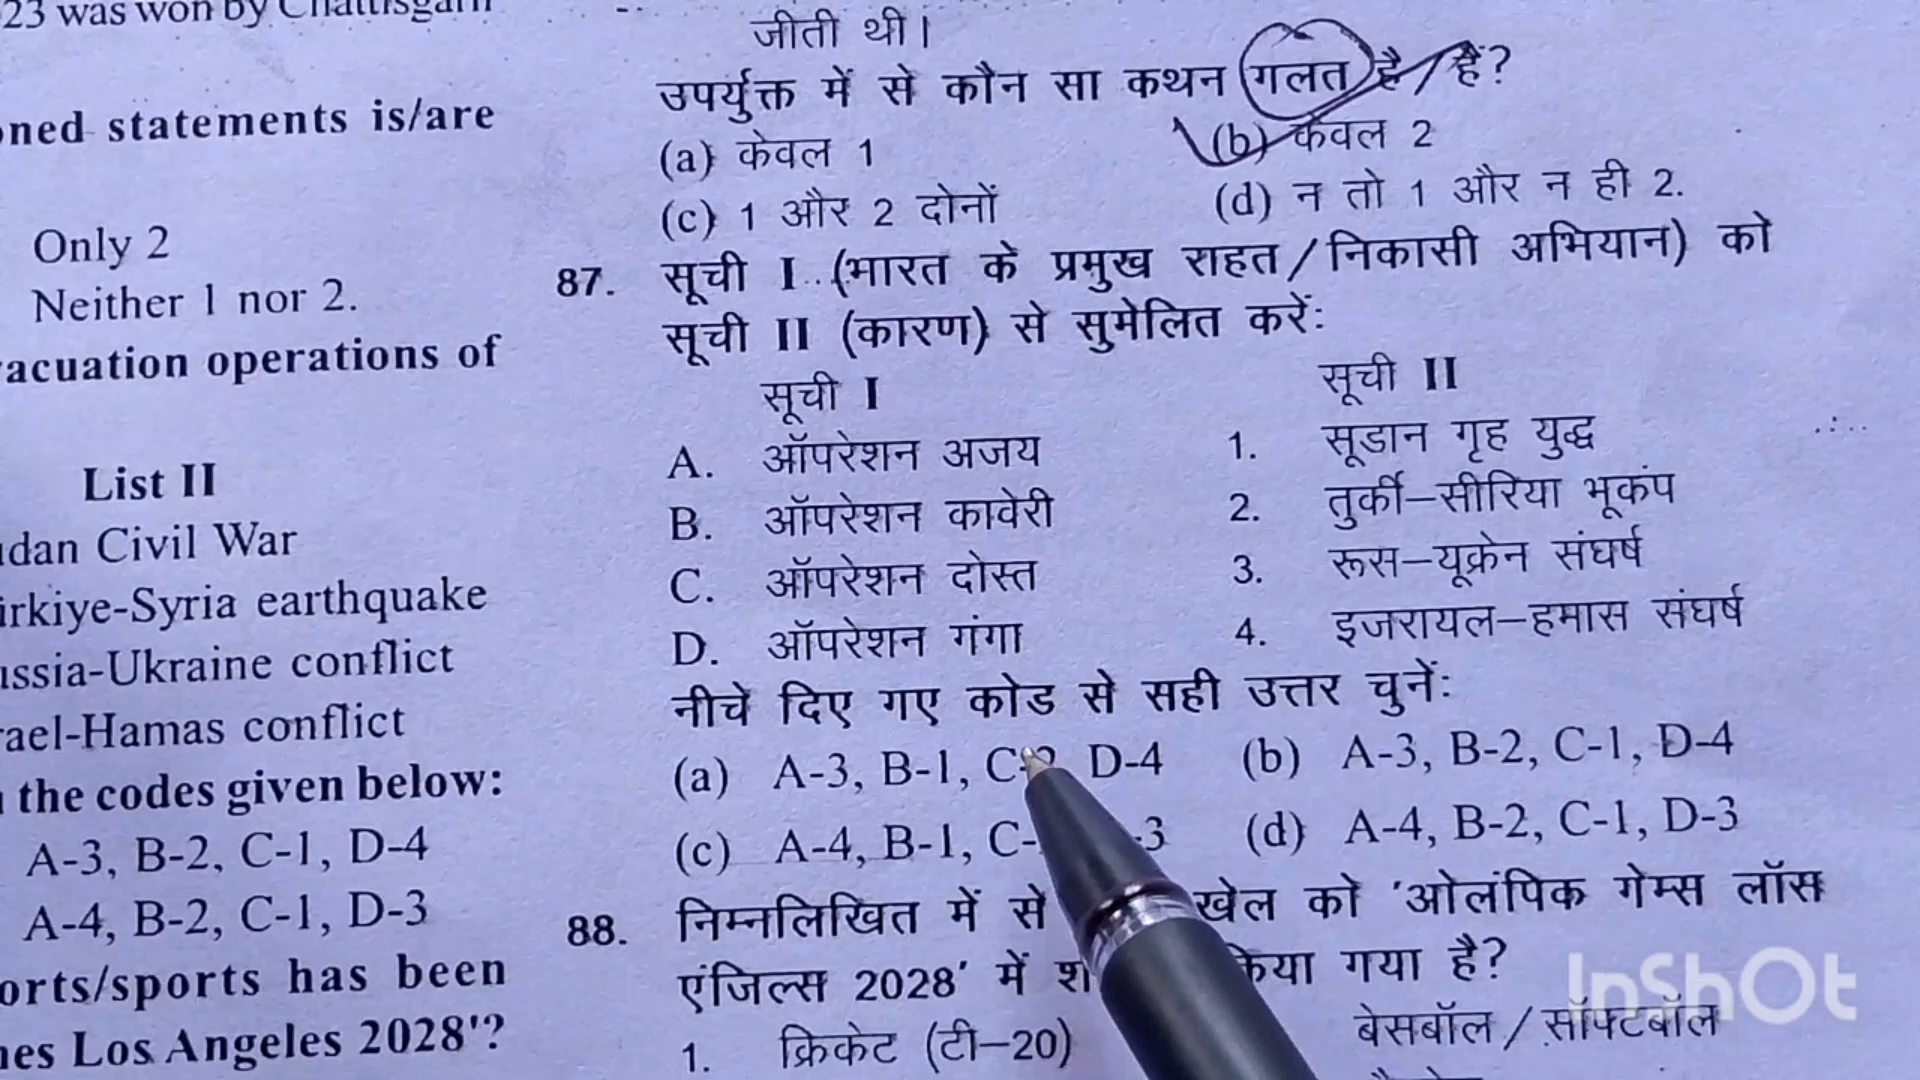 23 was won by Chattisgarh
ned statements is/are
Only 2
Neither 1 nor 2.
acuation operations of
List II
dan Civil War
rkiye-Syria earthquake
ssia-Ukraine conflict
rael-Hamas conflict
the codes given below:
A-3, B-2, C-1, D-4
A-4, B-2, C-1, D-3
orts/sports has been
es Los Angeles 2028'?
जीती थी।
उपर्युक्त में से कौन सा कथन गलत है/हैं?
(a) केवल 1 (b) केवल 2
(c) 1 और 2 दोनों (d) न तो 1 और न ही 2.
87. सूची I (भारत के प्रमुख राहत/निकासी अभियान) को
सूची II (कारण) से सुमेलित करें:
सूची I सूची II
A. ऑपरेशन अजय 1. सूडान गृह युद्ध
B. ऑपरेशन कावेरी 2. तुर्की–सीरिया भूकंप
C. ऑपरेशन दोस्त 3. रूस–यूक्रेन संघर्ष
D. ऑपरेशन गंगा 4. इजरायल–हमास संघर्ष
नीचे दिए गए कोड से सही उत्तर चुनें:
(a) A-3, B-1, C-2 D-4 (b) A-3, B-2, C-1, D-4
(c) A-4, B-1, C- -3 (d) A-4, B-2, C-1, D-3
88. निम्नलिखित में से खेल को 'ओलंपिक गेम्स लॉस
एंजिल्स 2028' में किया गया है?
1. क्रिकेट (टी–20) बेसबॉल/सॉफ्टबॉल
InShOt